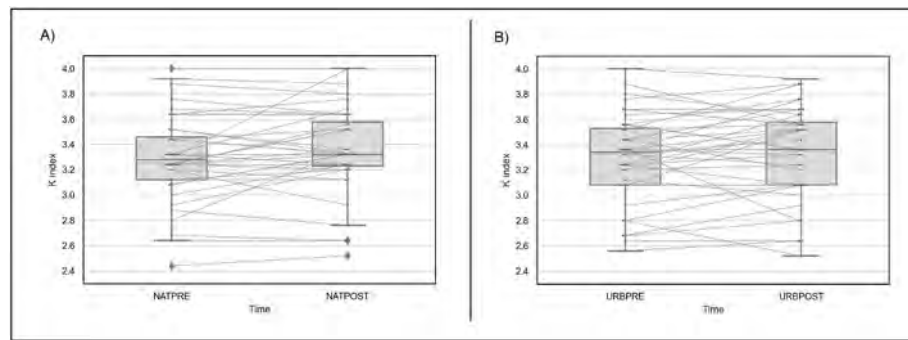 A)
4.0
3.8
3.6
3.4
3.2
3.0
2.8
2.6
2.4
K index
NATPRE
NATPOST
Time
B)
4.0
3.8
3.6
3.4
3.2
3.0
2.8
2.6
2.4
K index
URBPRE
URBPOST
Time